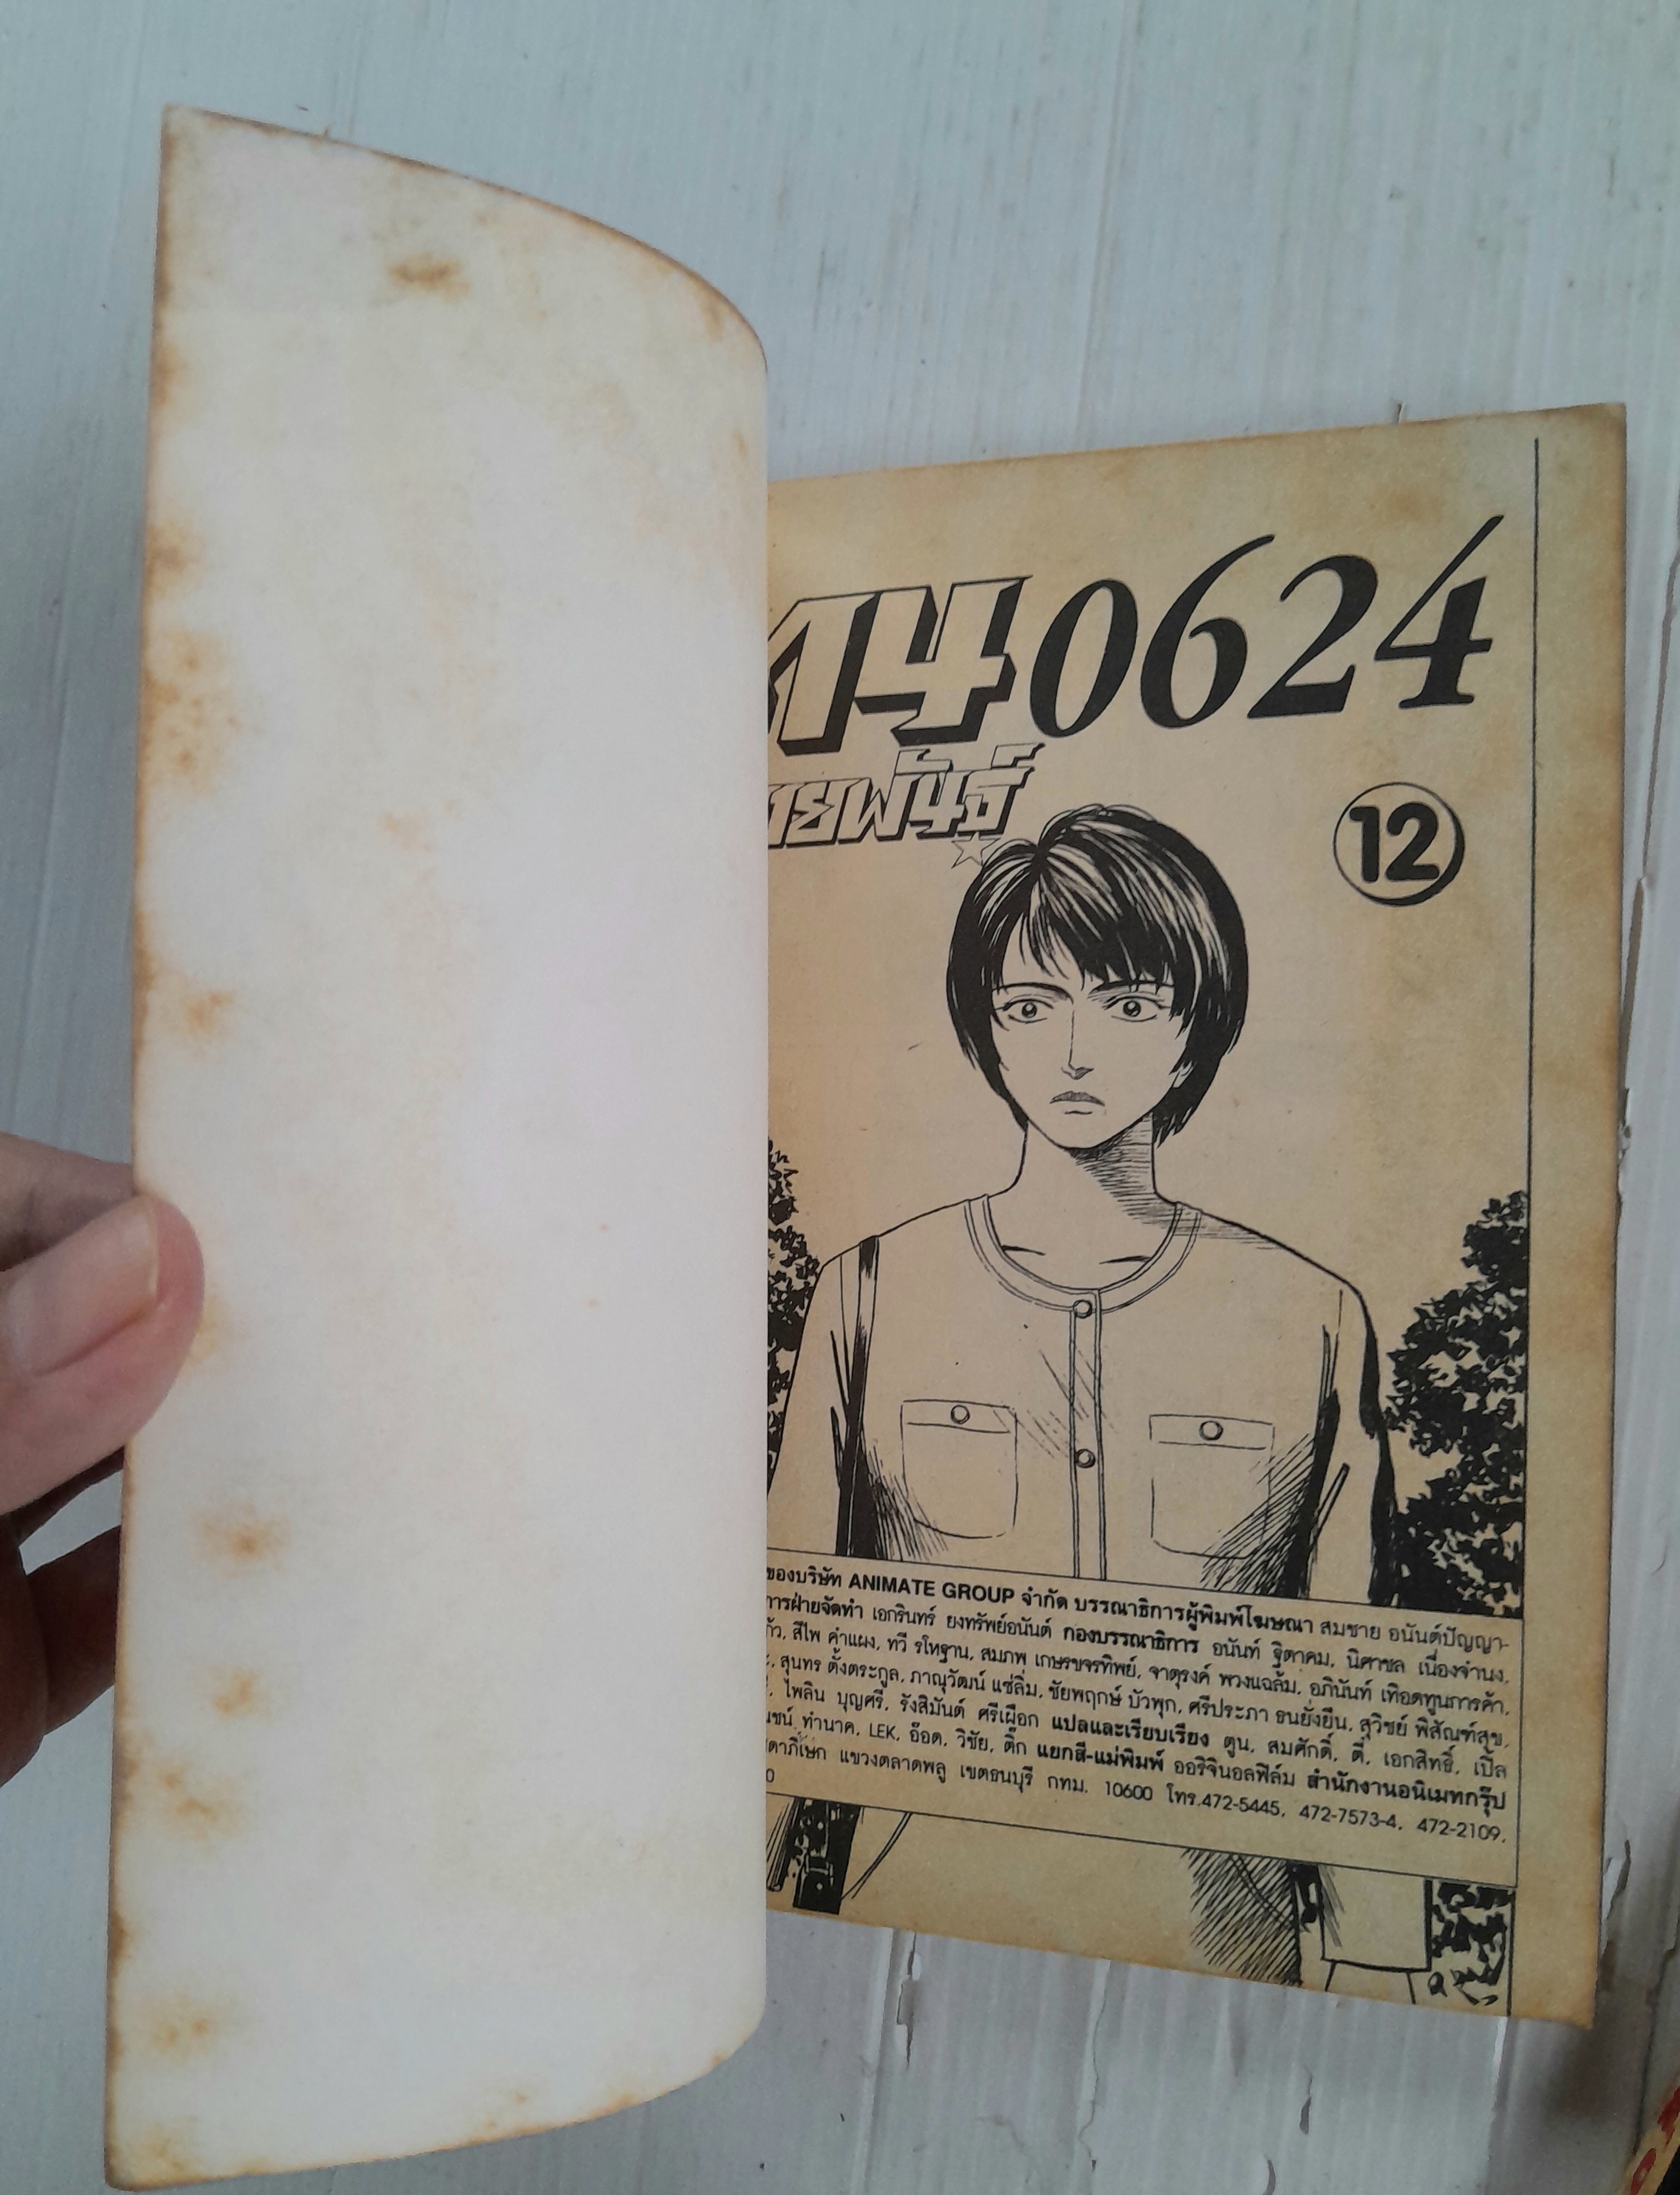 0624
ายพันธุ์
12
ของบริษัท ANIMATE GROUP จำกัด บรรณาธิการผู้พิมพ์โฆษณา สมชาย อนันต์ปัญญา-
การฝ่ายจัดทำ เอกรินทร์ ยงทรัพย์อนันต์ กองบรรณาธิการ อนันท์ ฐิตาคม, นิศาชล เนื่องจำนง,
สีไพ คำแผง, ทวี รโหฐาน, สมภพ เกษรขจรทิพย์, จาตุรงค์ พวงแฉล้ม, อภินันท์ เทิอดทูนการค้า,
สุนทร ตั้งตระกูล, ภาณุวัฒน์ แซ่ลิ่ม, ชัยพฤกษ์ บัวพุก, ศรีประภา ธนยั่งยืน, สุวิชย์ พิสัณฑ์สุข,
ไพลิน บุญศรี, รังสิมันต์ ศรีเผือก แปลและเรียบเรียง ตูน, สมศักดิ์, ตี๋, เอกสิทธิ์, เปิ้ล
ทำนาค, LEK, อ๊อด, วิชัย, ติ๊ก แยกสี-แม่พิมพ์ ออริจินอลฟิล์ม สำนักงานอนิเมทกรุ๊ป
ดาภิเษก แขวงตลาดพลู เขตธนบุรี กทม. 10600 โทร.472-5445, 472-7573-4, 472-2109,
0